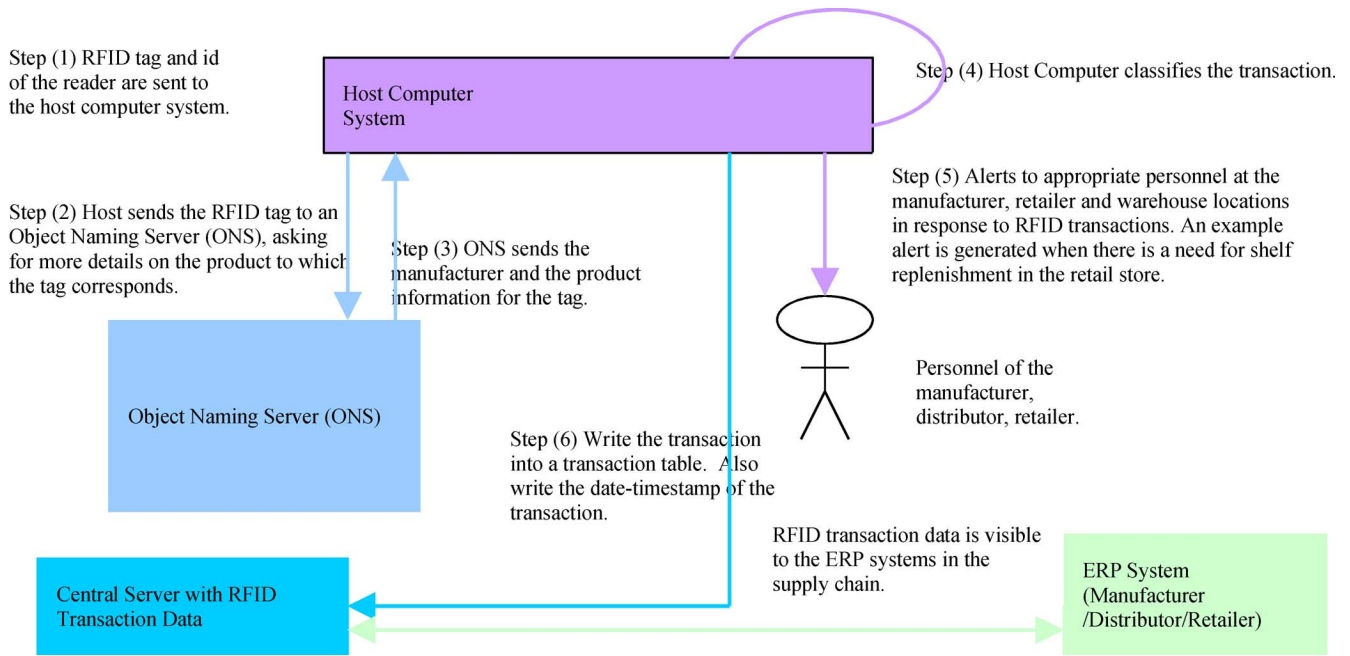 Step (1) RFID tag and id
of the reader are sent to
the host computer system.
Host Computer
System
Step (4) Host Computer classifies the transaction.
Step (2) Host sends the RFID tag to an
Object Naming Server (ONS), asking
for more details on the product to which
the tag corresponds.
Step (3) ONS sends the
manufacturer and the product
information for the tag.
Step (5) Alerts to appropriate personnel at the
manufacturer, retailer and warehouse locations
in response to RFID transactions. An example
alert is generated when there is a need for shelf
replenishment in the retail store.
Object Naming Server (ONS)
Personnel of the
manufacturer,
distributor, retailer.
Step (6) Write the transaction
into a transaction table. Also
write the date-timestamp of the
transaction.
RFID transaction data is visible
to the ERP systems in the
supply chain.
Central Server with RFID
Transaction Data
ERP System
(Manufacturer
/Distributor/Retailer)